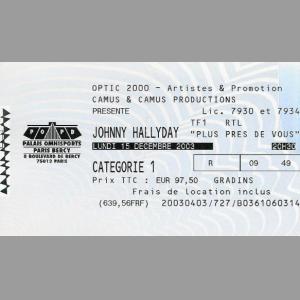 OPTIC 2000 - Artistes & Promotion
CAMUS & CAMUS PRODUCTIONS
PRESENTE Lic. 7930 et 7934
TF1 RTL
JOHNNY HALLYDAY "PLUS PRES DE VOUS"
LUNDI 15 DECEMBRE 2003 20H30
CATEGORIE 1 R 09 49
Prix TTC : EUR 97,50 GRADINS
Frais de location inclus
(639,56FRF) 20030403/727/B0361060314
POPB
PALAIS OMNISPORTS
PARIS BERCY
8 BOULEVARD DE BERCY
75012 PARIS